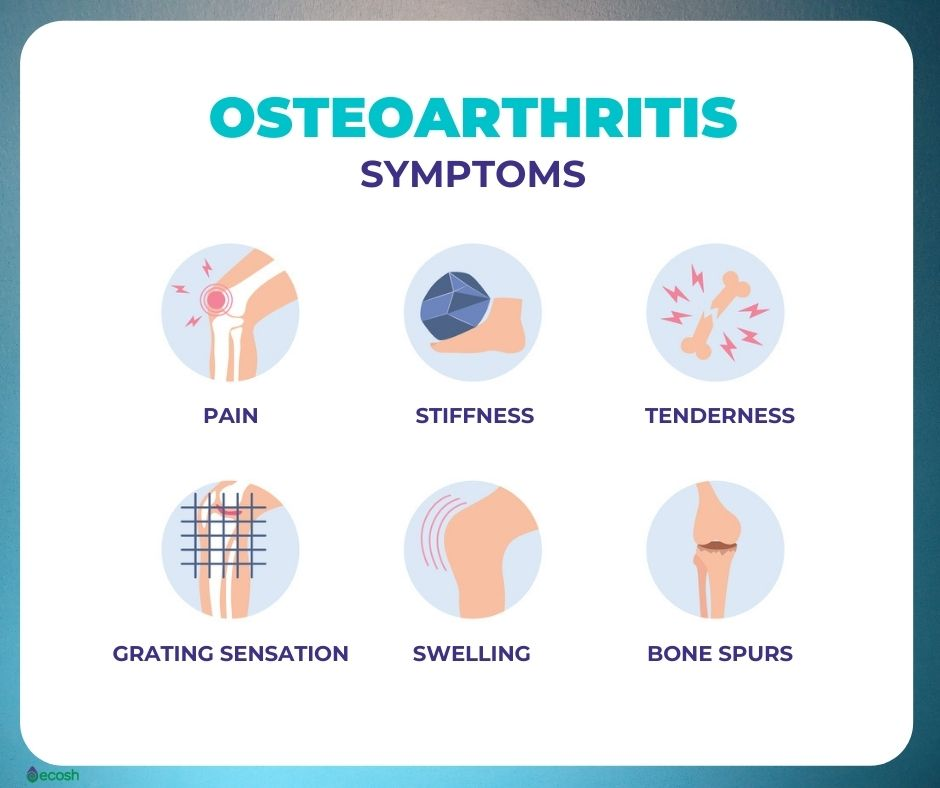 OSTEOARTHRITIS
SYMPTOMS
PAIN
STIFFNESS
TENDERNESS
GRATING SENSATION
SWELLING
BONE SPURS
ecosh